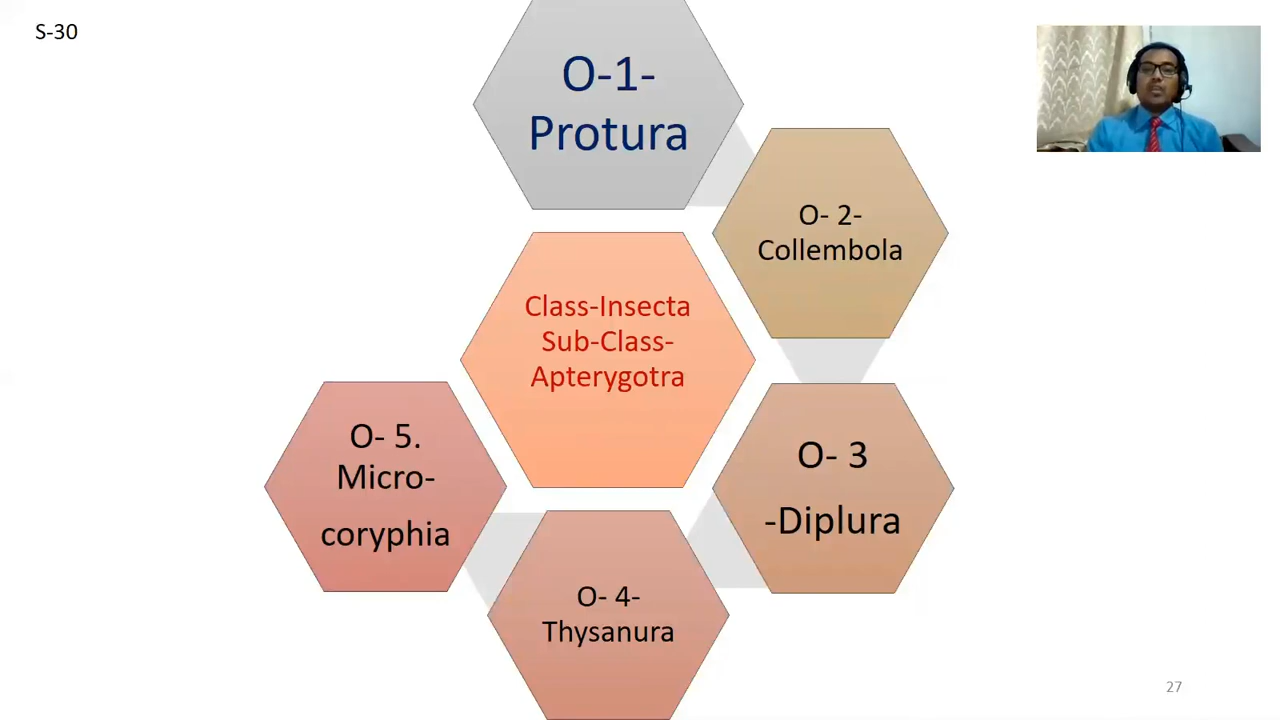 S-30
O-1-
Protura
O- 2-
Collembola
Class-Insecta
Sub-Class-
Apterygotra
O- 3
-Diplura
O- 4-
Thysanura
O- 5.
Micro-
coryphia
27